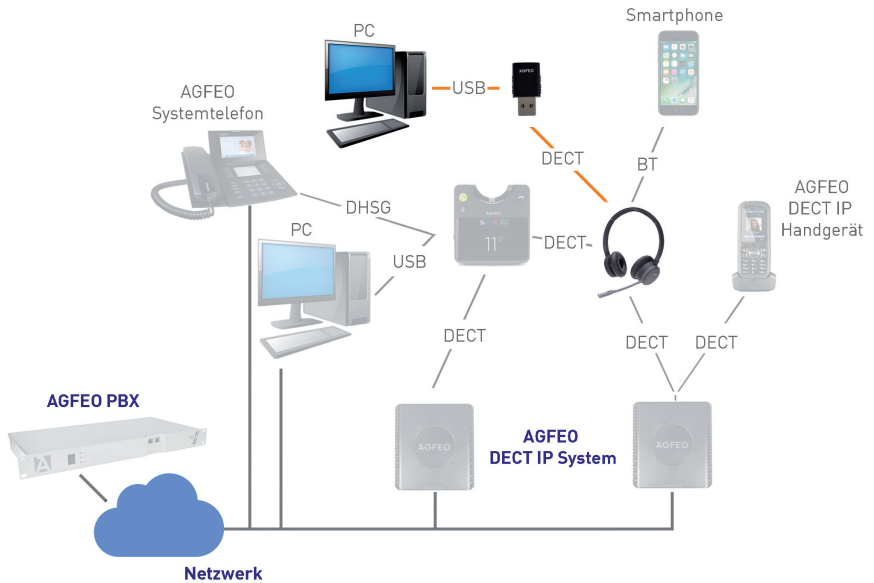 Smartphone
PC
AGFEO
Systemtelefon
USB
AGFEO
DECT
BT
AGFEO
DECT IP
Handgerät
DHSG
PC
AGFEO
11
DECT
USB
DECT
DECT
DECT
AGFEO PBX
A
AGFEO
AGFEO
DECT IP System
AGFEO
Netzwerk